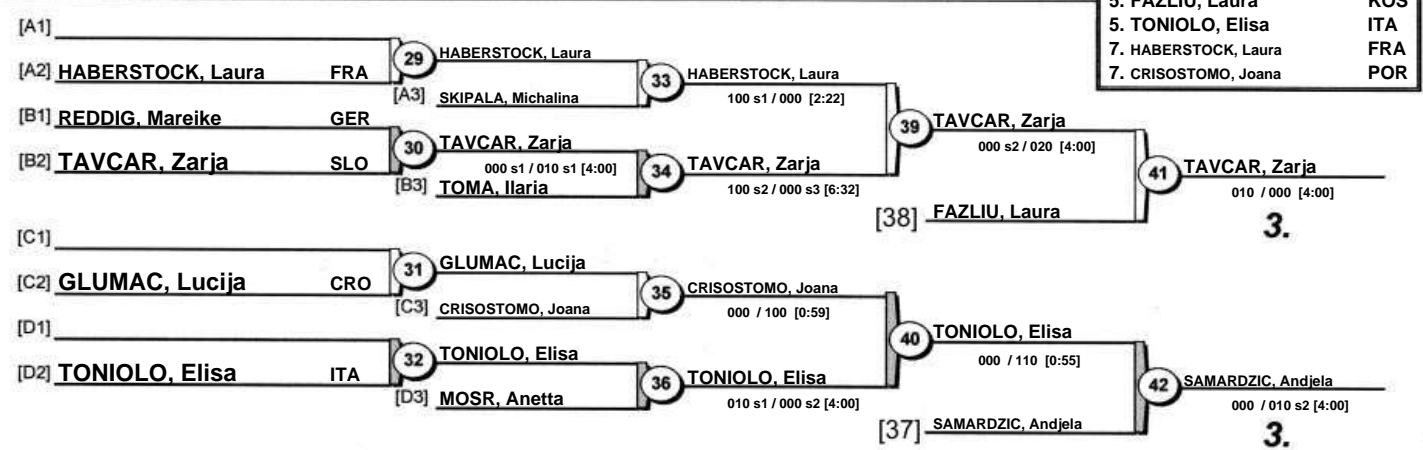 5. FAZLIU, Laura KOS
5. TONIOLO, Elisa ITA
7. HABERSTOCK, Laura FRA
7. CRISOSTOMO, Joana POR
[A1]
[A2] HABERSTOCK, Laura FRA
29 HABERSTOCK, Laura
[A3] SKIPALA, Michalina
33 HABERSTOCK, Laura
100 s1 / 000 [2:22]
[B1] REDDIG, Mareike GER
[B2] TAVCAR, Zarja SLO
30 TAVCAR, Zarja
000 s1 / 010 s1 [4:00]
[B3] TOMA, Ilaria
34 TAVCAR, Zarja
100 s2 / 000 s3 [6:32]
39 TAVCAR, Zarja
000 s2 / 020 [4:00]
[38] FAZLIU, Laura
41 TAVCAR, Zarja
010 / 000 [4:00]
3.
[C1]
[C2] GLUMAC, Lucija CRO
31 GLUMAC, Lucija
[C3] CRISOSTOMO, Joana
35 CRISOSTOMO, Joana
000 / 100 [0:59]
[D1]
[D2] TONIOLO, Elisa ITA
32 TONIOLO, Elisa
[D3] MOSR, Anetta
36 TONIOLO, Elisa
010 s1 / 000 s2 [4:00]
40 TONIOLO, Elisa
000 / 110 [0:55]
[37] SAMARDZIC, Andjela
42 SAMARDZIC, Andjela
000 / 010 s2 [4:00]
3.